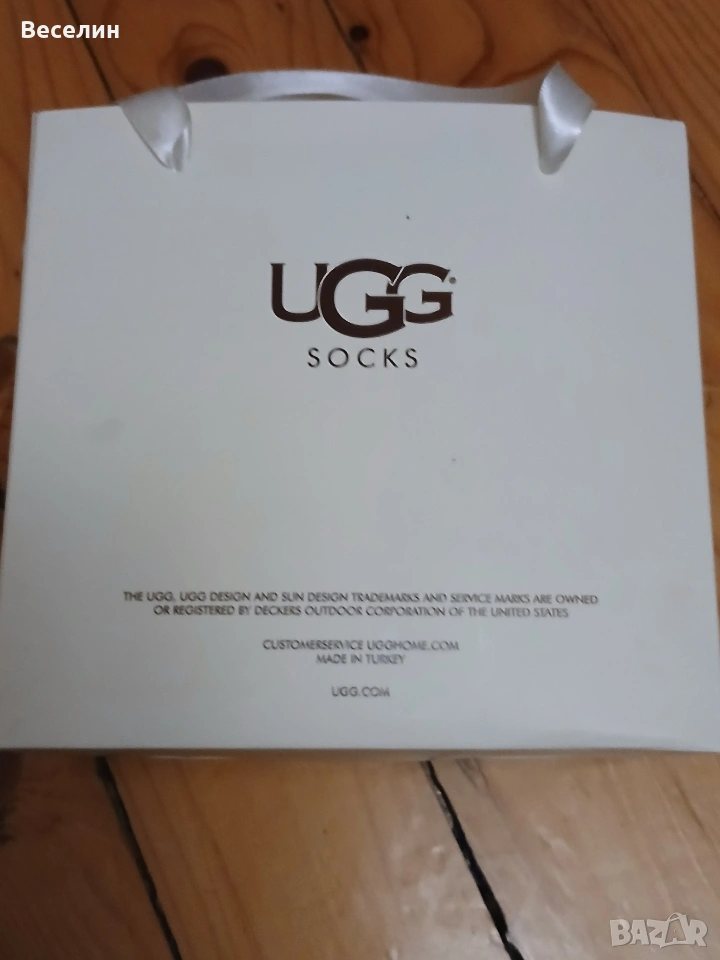 Веселин
UGG®
SOCKS
THE UGG, UGG DESIGN AND SUN DESIGN TRADEMARKS AND SERVICE MARKS ARE OWNED
OR REGISTERED BY DECKERS OUTDOOR CORPORATION OF THE UNITED STATES
CUSTOMERSERVICE UGGHOME.COM
MADE IN TURKEY
UGG.COM
BAZAR